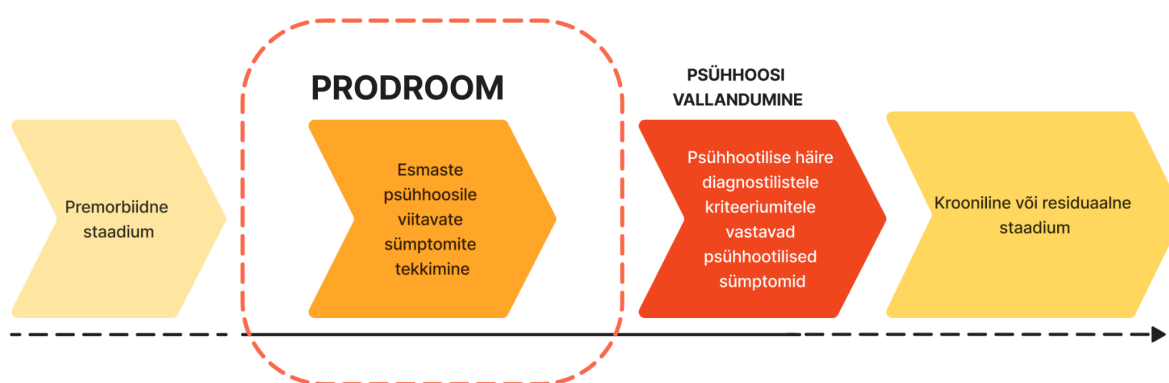 Premorbiidne
staadium
PRODROOM
Esmaste
psühhoosile
viitavate
sümptomite
tekkimine
PSÜHHOOSI
VALLANDUMINE
Psühhootilise häire
diagnostilistele
kriteeriumitele
vastavad
psühhootilised
sümptomid
Krooniline või residuaalne
staadium